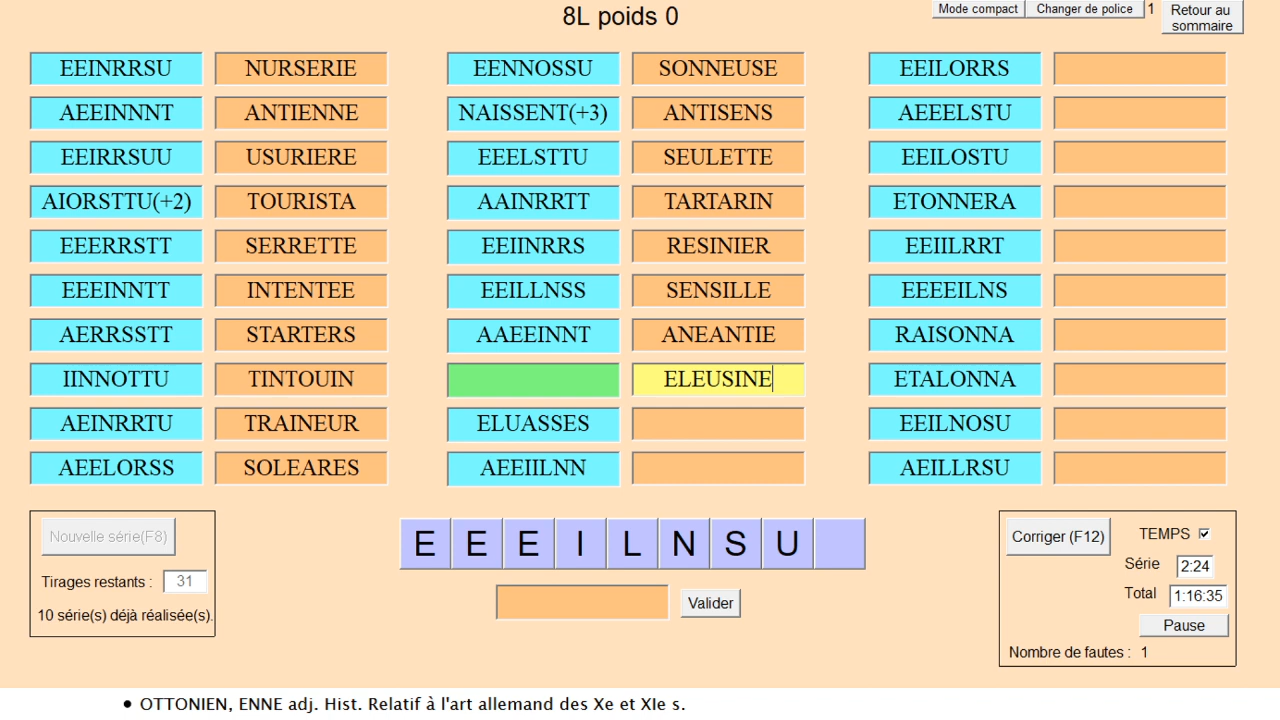 8L poids 0
Mode compact Changer de police 1 Retour au sommaire
EEINRRSU NURSERIE EENNOSSU SONNEUSE EEILORRS
AEEINNNT ANTIENNE NAISSENT(+3) ANTISENS AEEELSTU
EEIRRSUU USURIERE EEELSTTU SEULETTE EEILOSTU
AIORSTTU(+2) TOURISTA AAINRRTT TARTARIN ETONNERA
EEERRSTT SERRETTE EEIINRRS RESINIER EEIILRRT
EEEINNTT INTENTEE EEILLNSS SENSILLE EEEEILNS
AERRSSTT STARTERS AAEEINNT ANEANTIE RAISONNA
IINNOTTU TINTOUIN ELEUSINE ETALONNA
AEINRRTU TRAINEUR ELUASSES EEILNOSU
AEELORSS SOLEARES AEEIILNN AEILLRSU
Nouvelle série(F8)
Tirages restants : 31
10 série(s) déjà réalisée(s).
E E E I L N S U
Valider
Corriger (F12) TEMPS
Série 2:24
Total 1:16:35
Pause
Nombre de fautes : 1
• OTTONIEN, ENNE adj. Hist. Relatif à l'art allemand des Xe et XIe s.